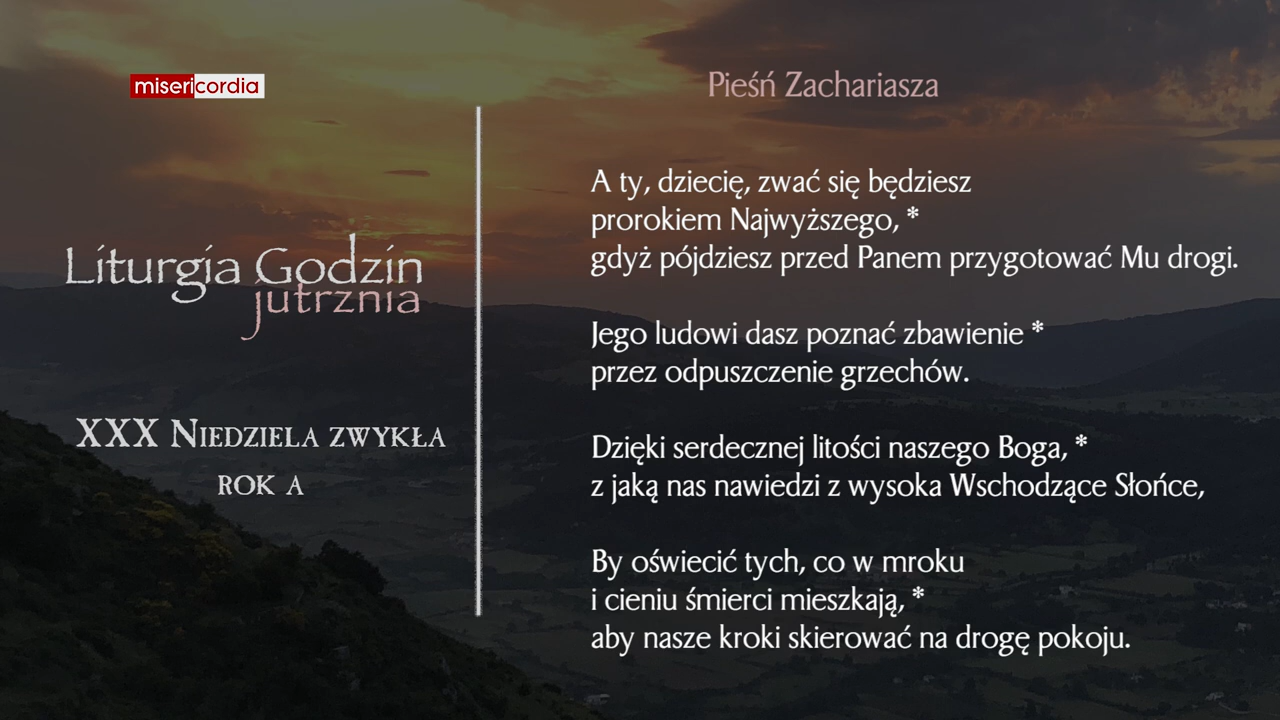 misericordia
Liturgia Godzin
jutrznia
XXX Niedziela zwykła
rok a
Pieśń Zachariasza
A ty, dziecię, zwać się będziesz
prorokiem Najwyższego, *
gdyż pójdziesz przed Panem przygotować Mu drogi.
Jego ludowi dasz poznać zbawienie *
przez odpuszczenie grzechów.
Dzięki serdecznej litości naszego Boga, *
z jaką nas nawiedzi z wysoka Wschodzące Słońce,
By oświecić tych, co w mroku
i cieniu śmierci mieszkają, *
aby nasze kroki skierować na drogę pokoju.